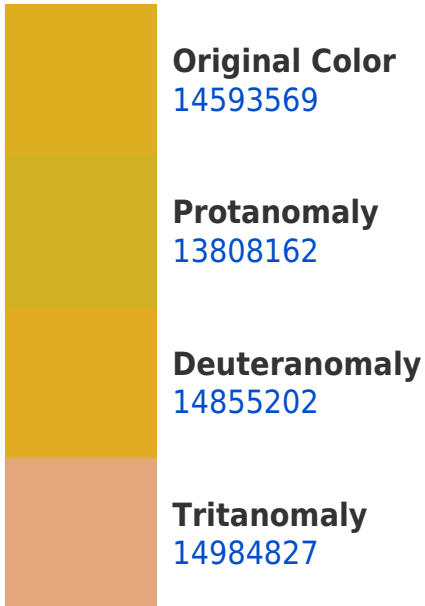 Original Color
14593569
Protanomaly
13808162
Deuteranomaly
14855202
Tritanomaly
14984827